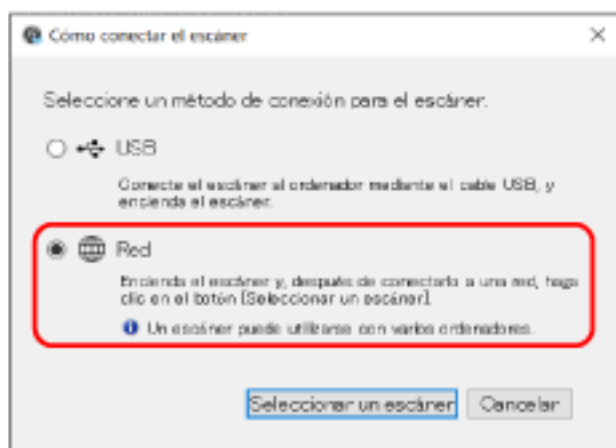 Cómo conectar el escáner
Seleccione un método de conexión para el escáner.
USB
Conecte el escáner al ordenador mediante el cable USB, y
encienda el escáner.
Red
Encienda el escáner y, después de conectarlo a una red, haga
clic en el botón [Seleccionar un escáner].
Un escáner puede utilizarse con varios ordenadores.
Seleccionar un escáner Cancelar